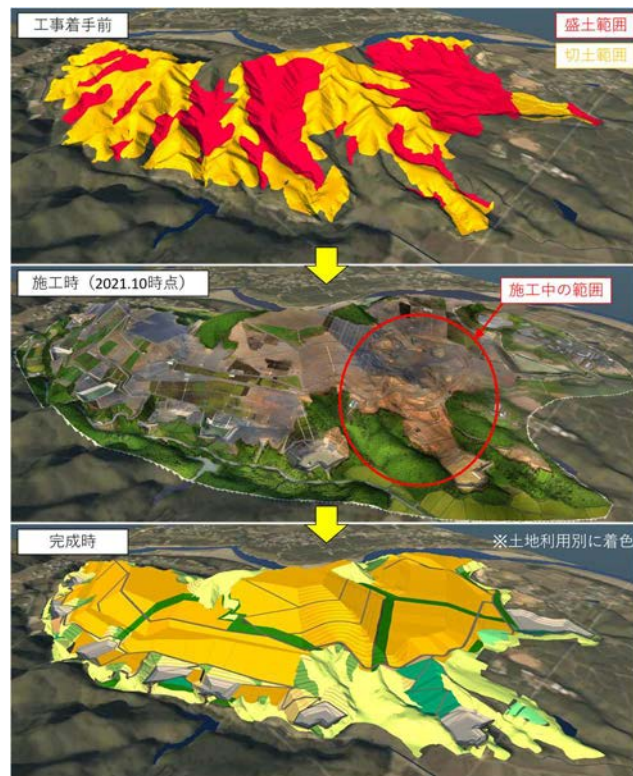 工事着手前
盛土範囲
切土範囲
施工時（2021.10時点）
施工中の範囲
完成時
※土地利用別に着色